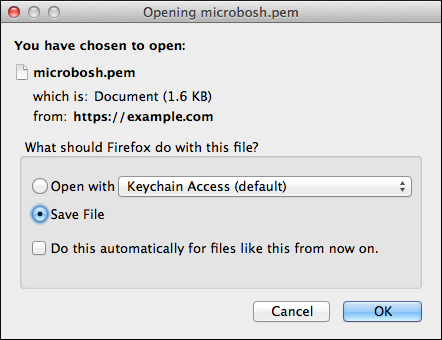 Opening microbosh.pem
You have chosen to open:
microbosh.pem
which is: Document (1.6 KB)
from: https://example.com
What should Firefox do with this file?
Open with Keychain Access (default)
Save File
Do this automatically for files like this from now on.
Cancel OK